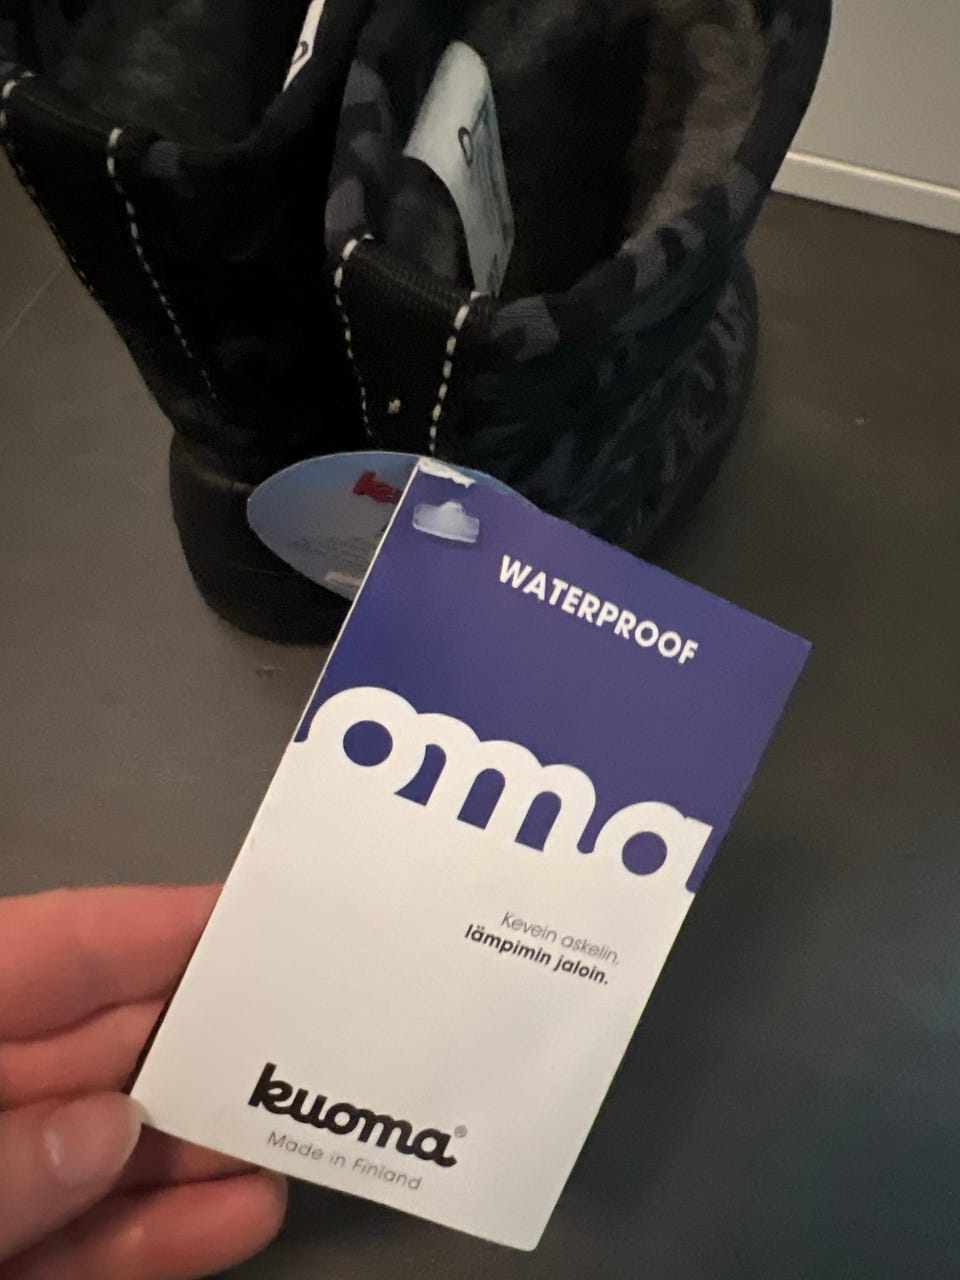 WATERPROOF
oma
Kevein askelin,
lämpimin jaloin.
kuoma®
Made in Finland